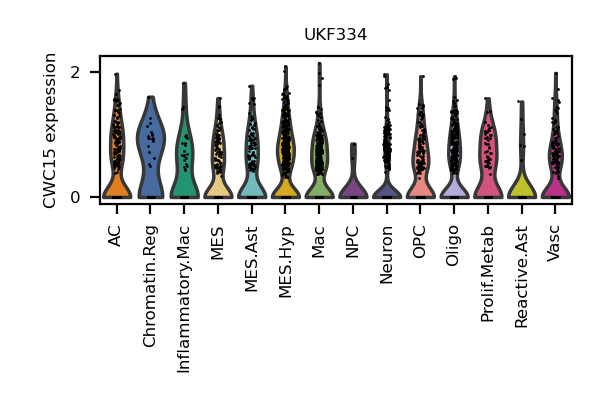 UKF334
CWC15 expression
2
0
AC
Chromatin.Reg
Inflammatory.Mac
MES
MES.Ast
MES.Hyp
Mac
NPC
Neuron
OPC
Oligo
Prolif.Metab
Reactive.Ast
Vasc